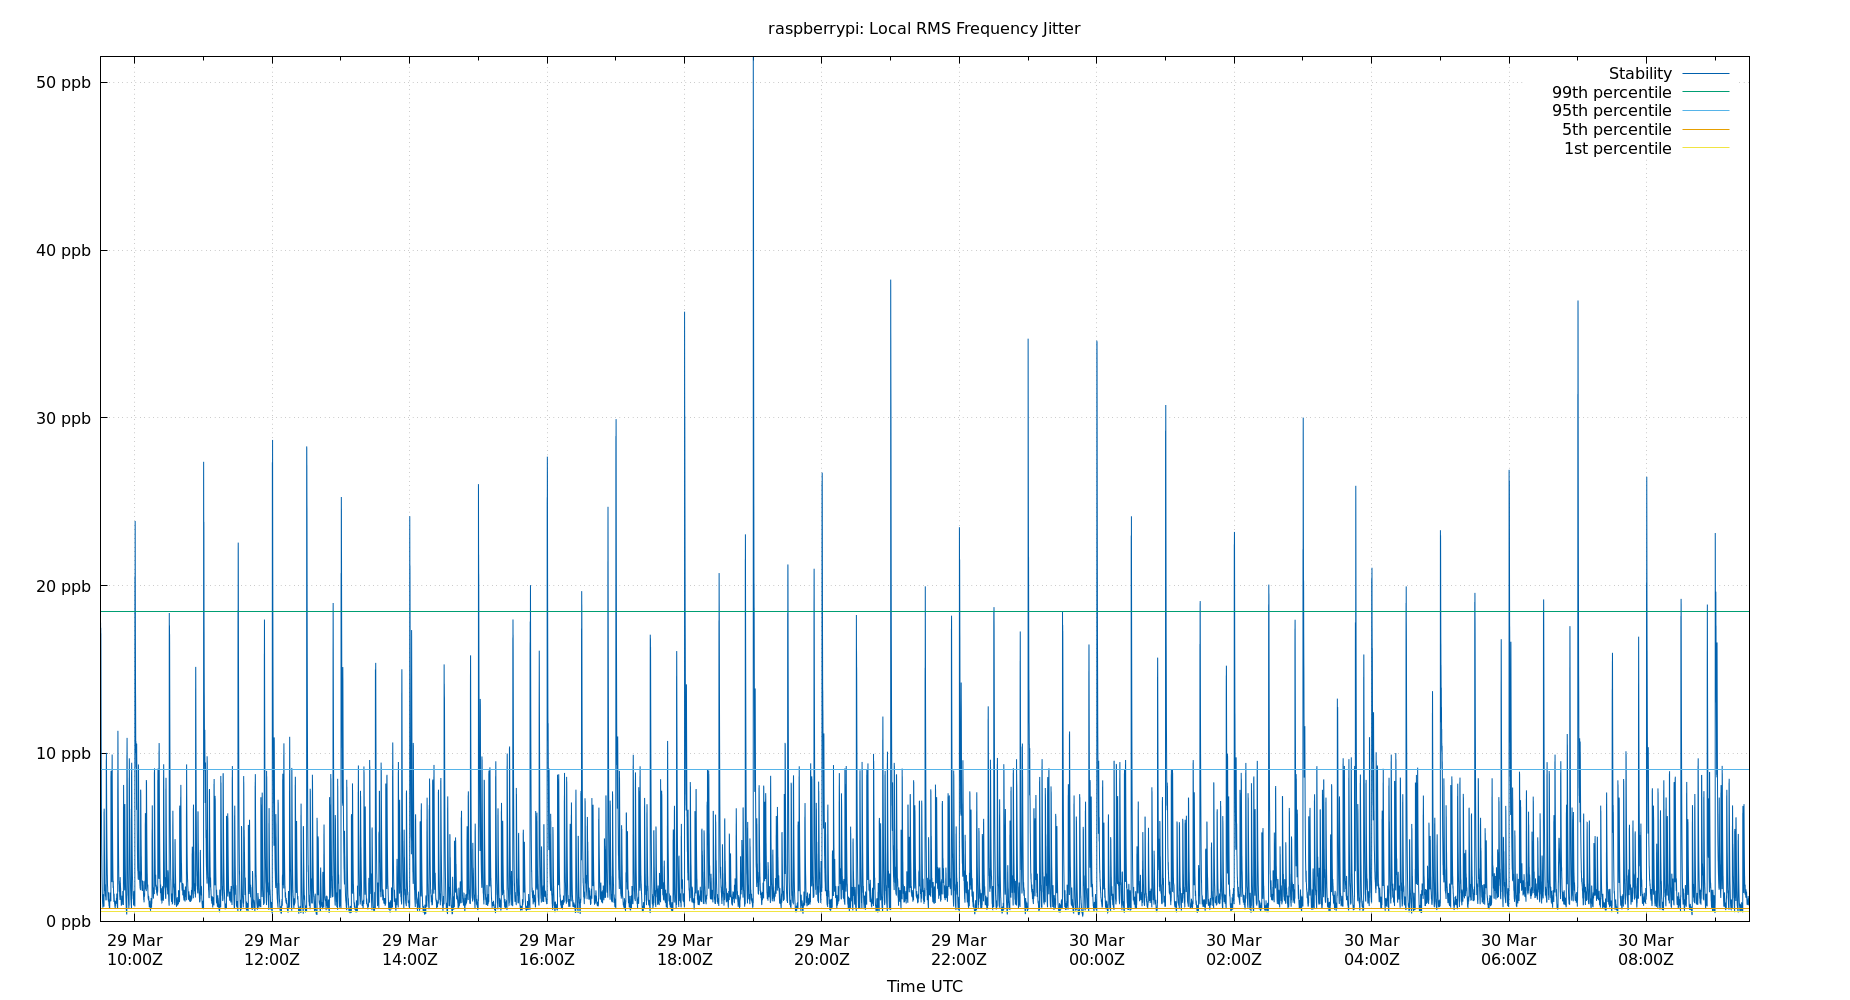 raspberrypi: Local RMS Frequency Jitter
50 ppb
40 ppb
30 ppb
20 ppb
10 ppb
0 ppb
Stability
99th percentile
95th percentile
5th percentile
1st percentile
29 Mar
10:00Z
29 Mar
12:00Z
29 Mar
14:00Z
29 Mar
16:00Z
29 Mar
18:00Z
29 Mar
20:00Z
29 Mar
22:00Z
30 Mar
00:00Z
30 Mar
02:00Z
30 Mar
04:00Z
30 Mar
06:00Z
30 Mar
08:00Z
Time UTC